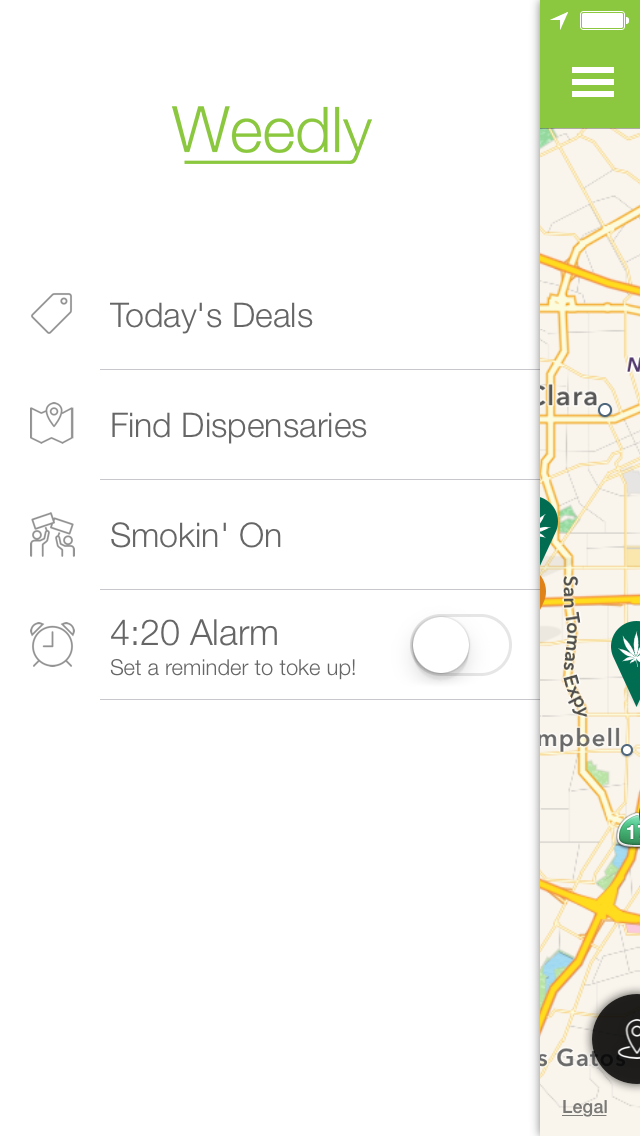 Weedly
Today's Deals
Find Dispensaries
Smokin' On
4:20 Alarm
Set a reminder to toke up!
N
Clara
San Tomas Expy
mpbell
s Gatos
Legal